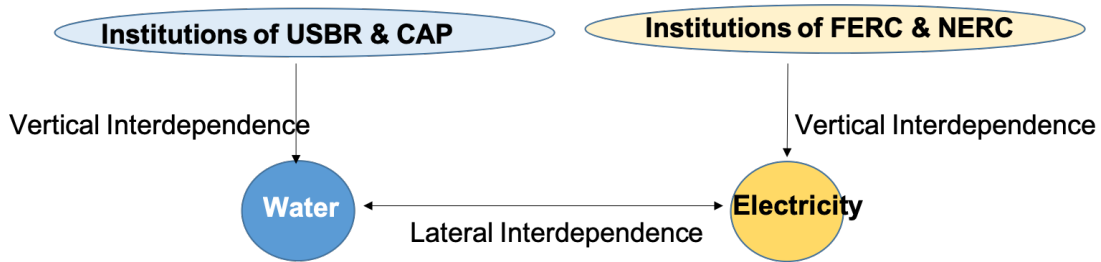 Institutions of USBR & CAP
Institutions of FERC & NERC
Vertical Interdependence
Vertical Interdependence
Water
Electricity
Lateral Interdependence